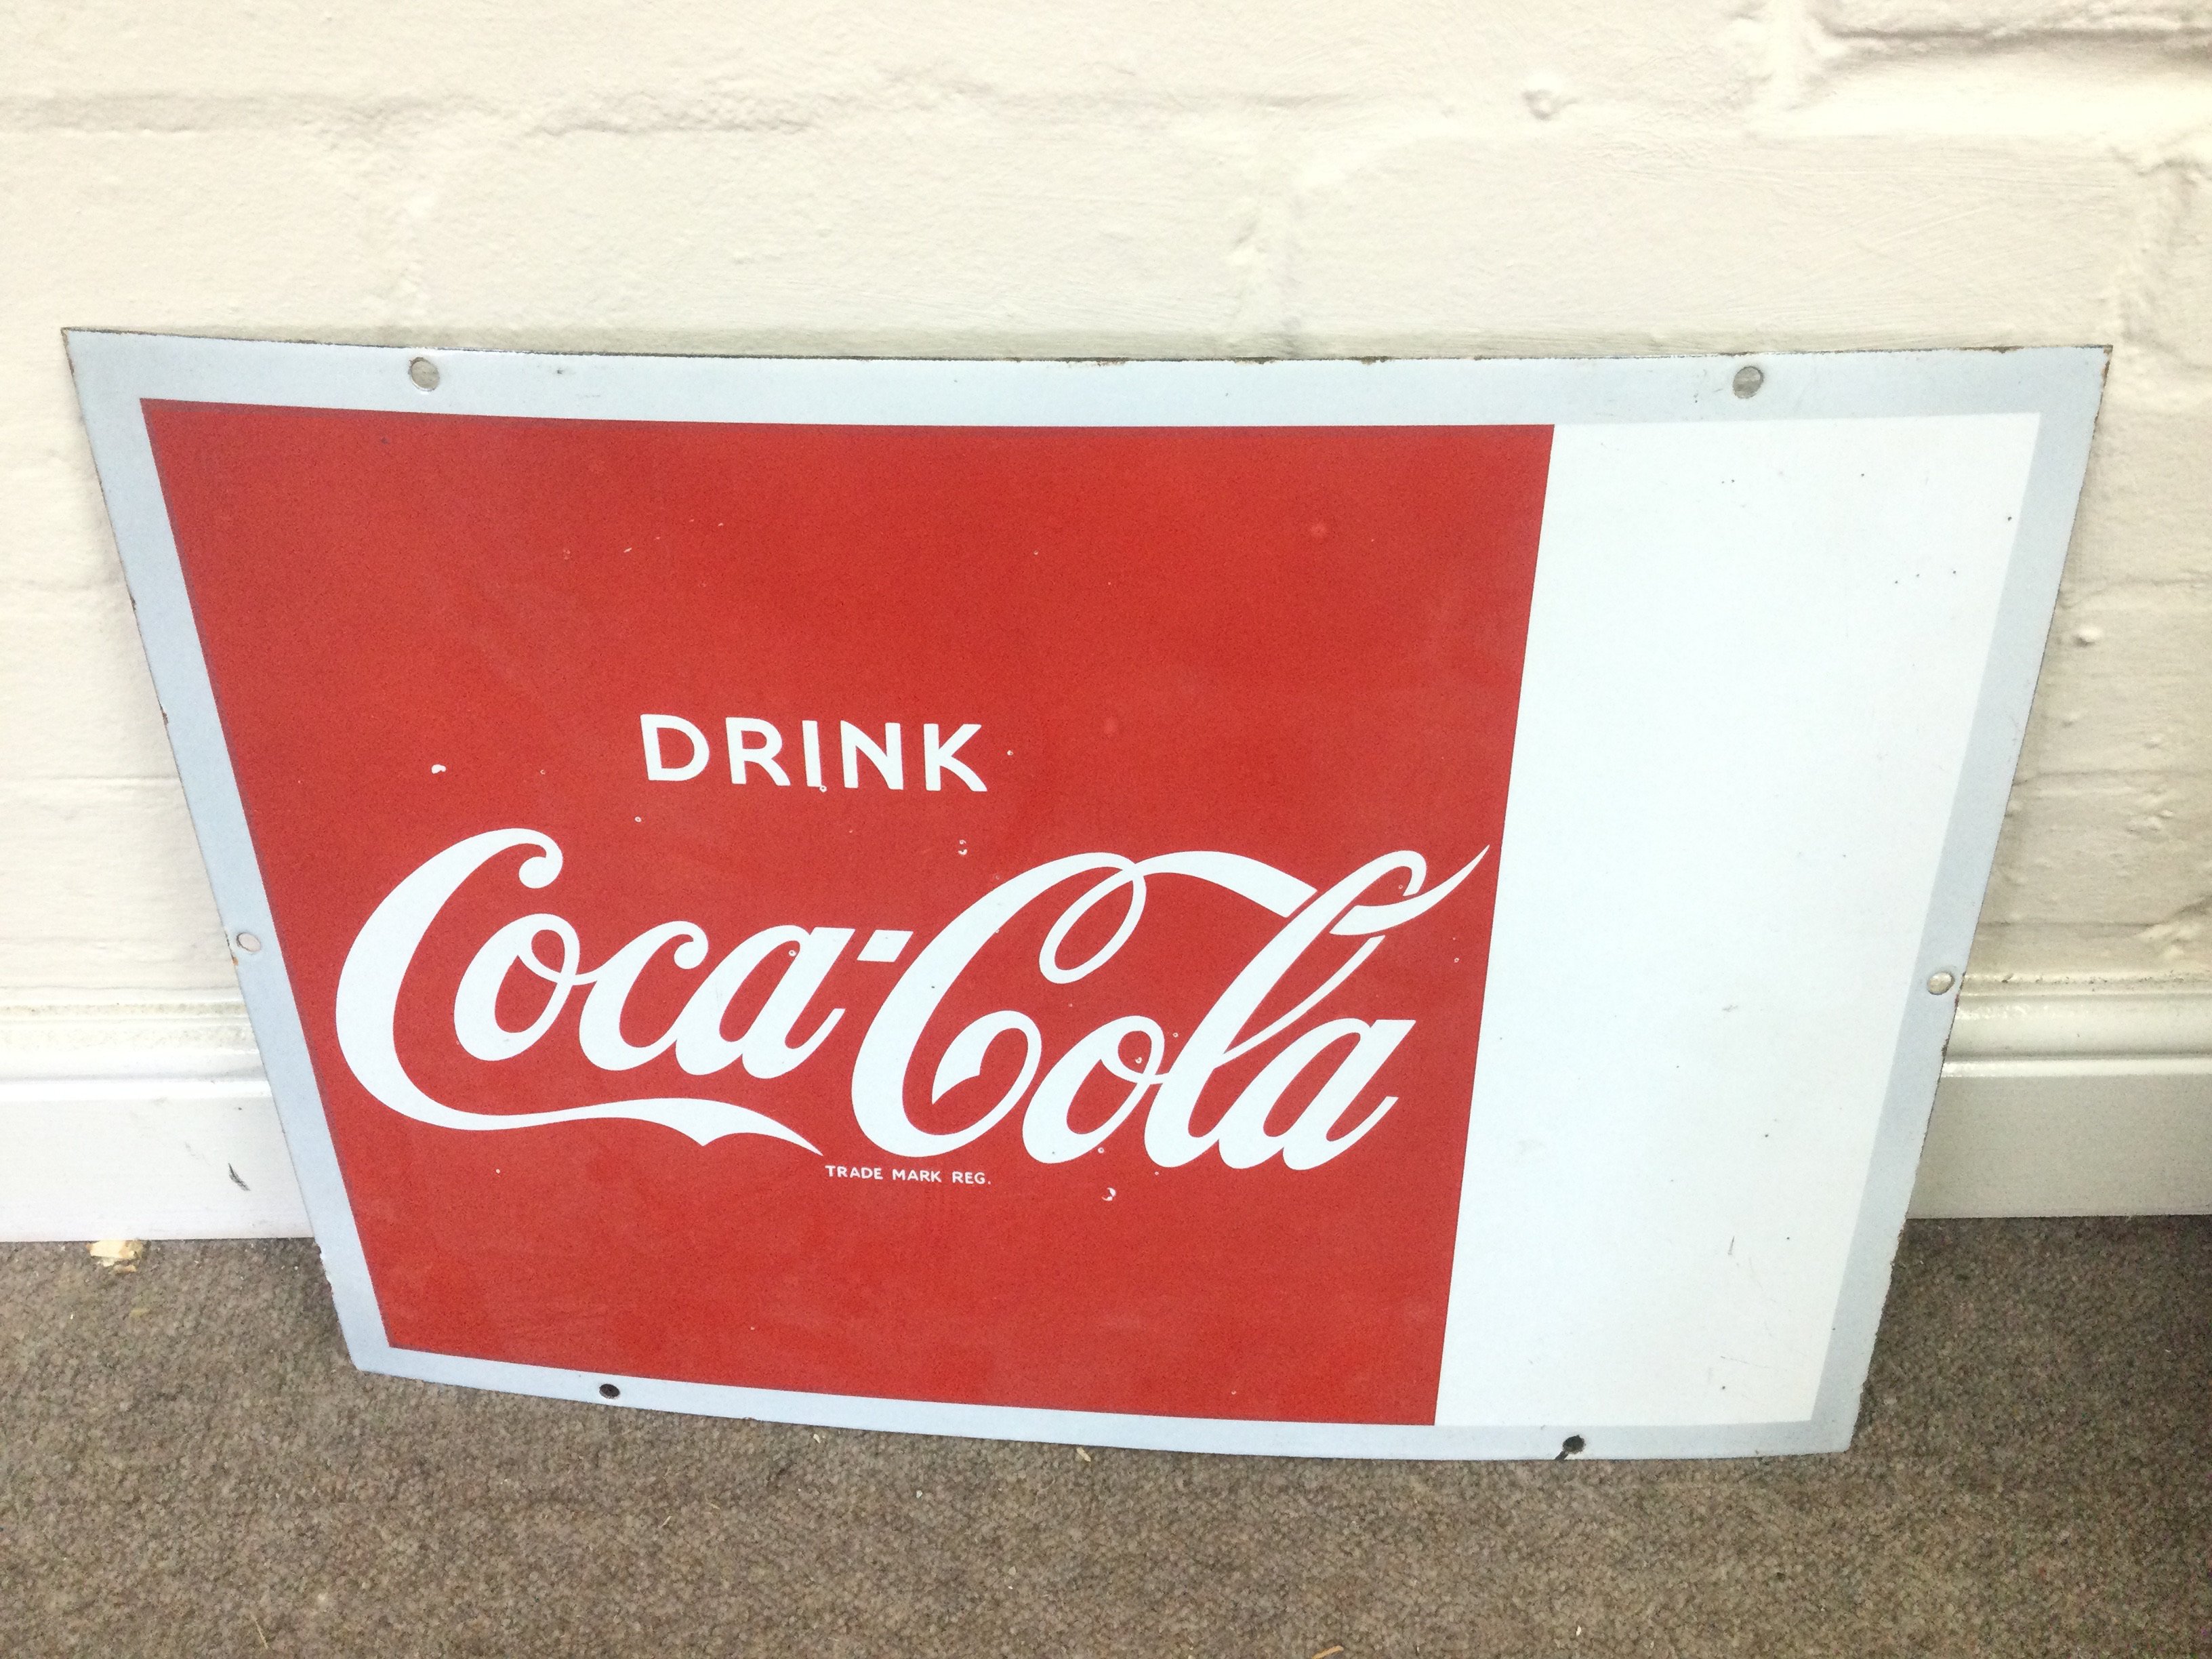 DRINK
Coca-Cola
TRADE MARK REG.